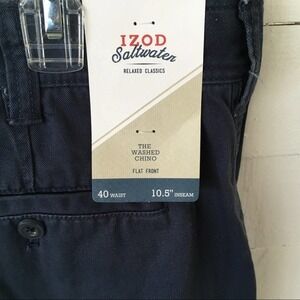 IZOD
Saltwater
RELAXED CLASSICS
THE
WASHED
CHINO
FLAT FRONT
40 WAIST 10.5" INSEAM